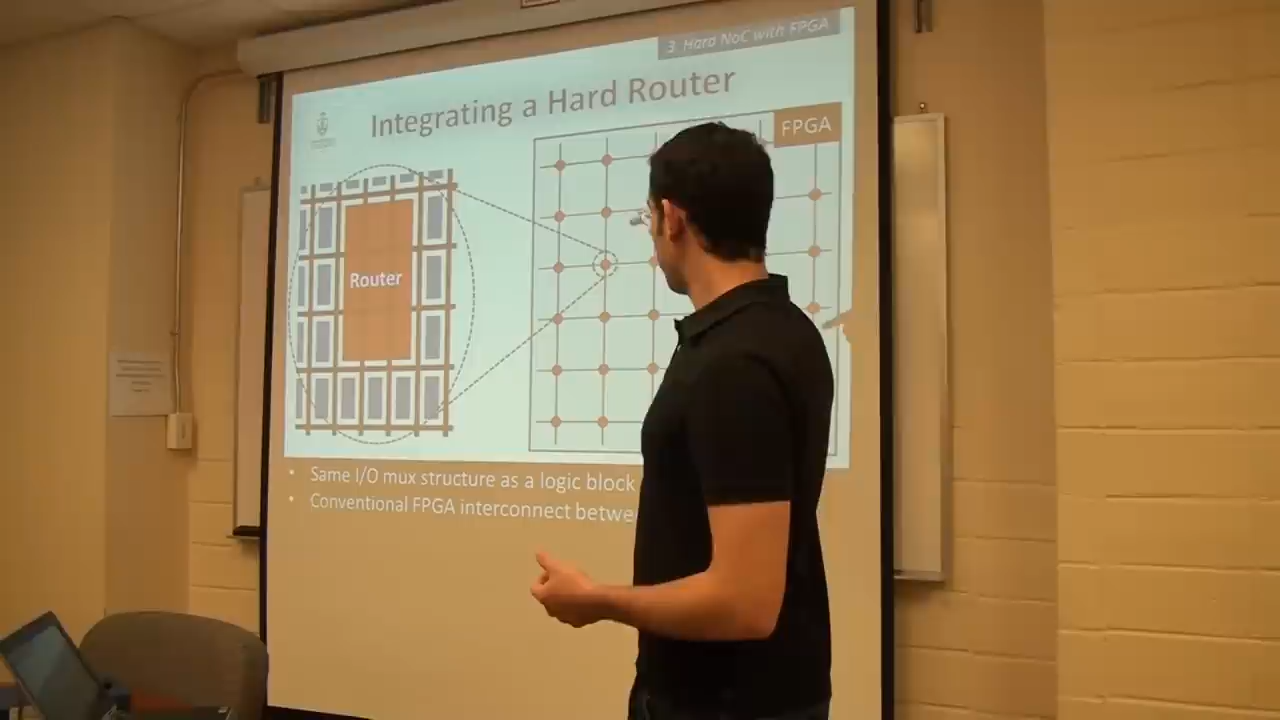 3 Hard NoC with FPGA
Integrating a Hard Router
FPGA
Router
• Same I/O mux structure as a logic block
• Conventional FPGA interconnect betwe